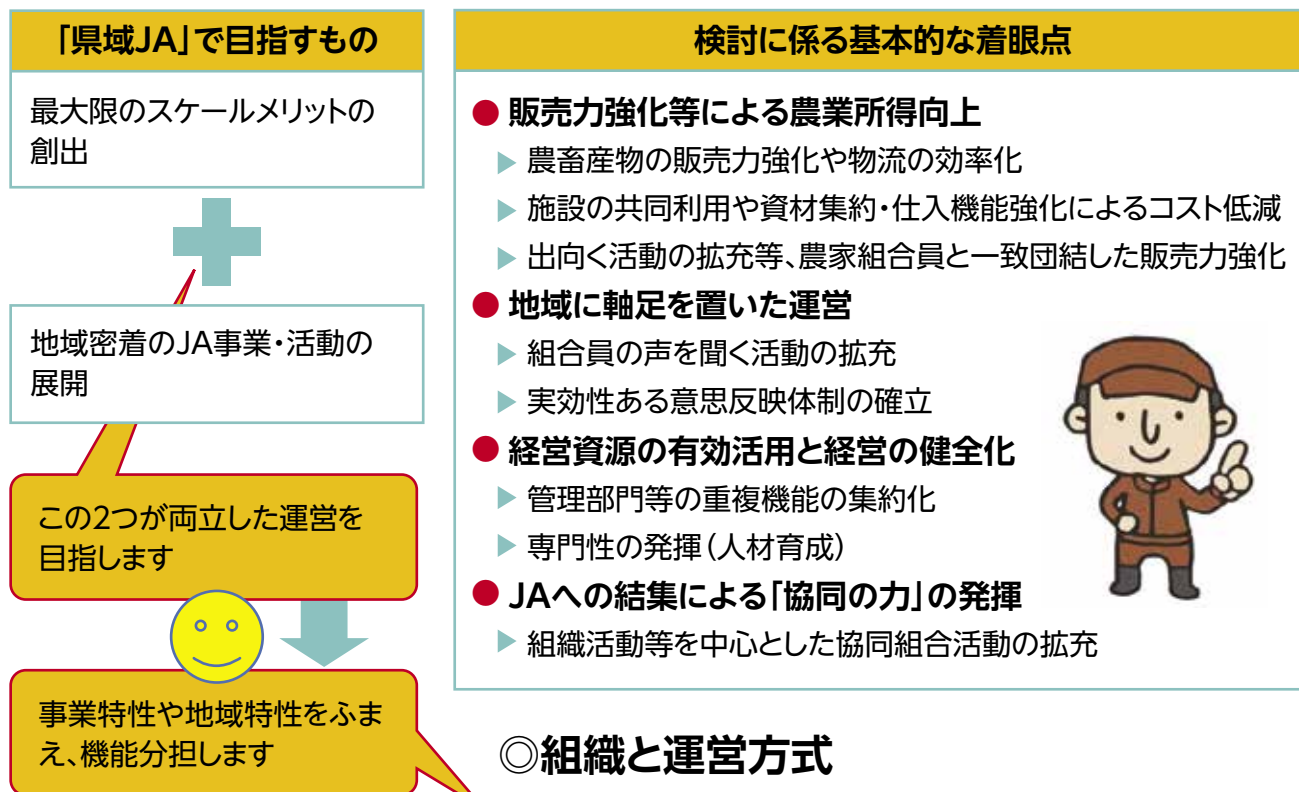 「県域JA」で目指すもの
最大限のスケールメリットの
創出
地域密着のJA事業・活動の
展開
この2つが両立した運営を
目指します
事業特性や地域特性をふま
え、機能分担します
検討に係る基本的な着眼点
● 販売力強化等による農業所得向上
▶ 農畜産物の販売力強化や物流の効率化
▶ 施設の共同利用や資材集約・仕入機能強化によるコスト低減
▶ 出向く活動の拡充等、農家組合員と一致団結した販売力強化
● 地域に軸足を置いた運営
▶ 組合員の声を聞く活動の拡充
▶ 実効性ある意思反映体制の確立
● 経営資源の有効活用と経営の健全化
▶ 管理部門等の重複機能の集約化
▶ 専門性の発揮(人材育成)
● JAへの結集による「協同の力」の発揮
▶ 組織活動等を中心とした協同組合活動の拡充
◎組織と運営方式